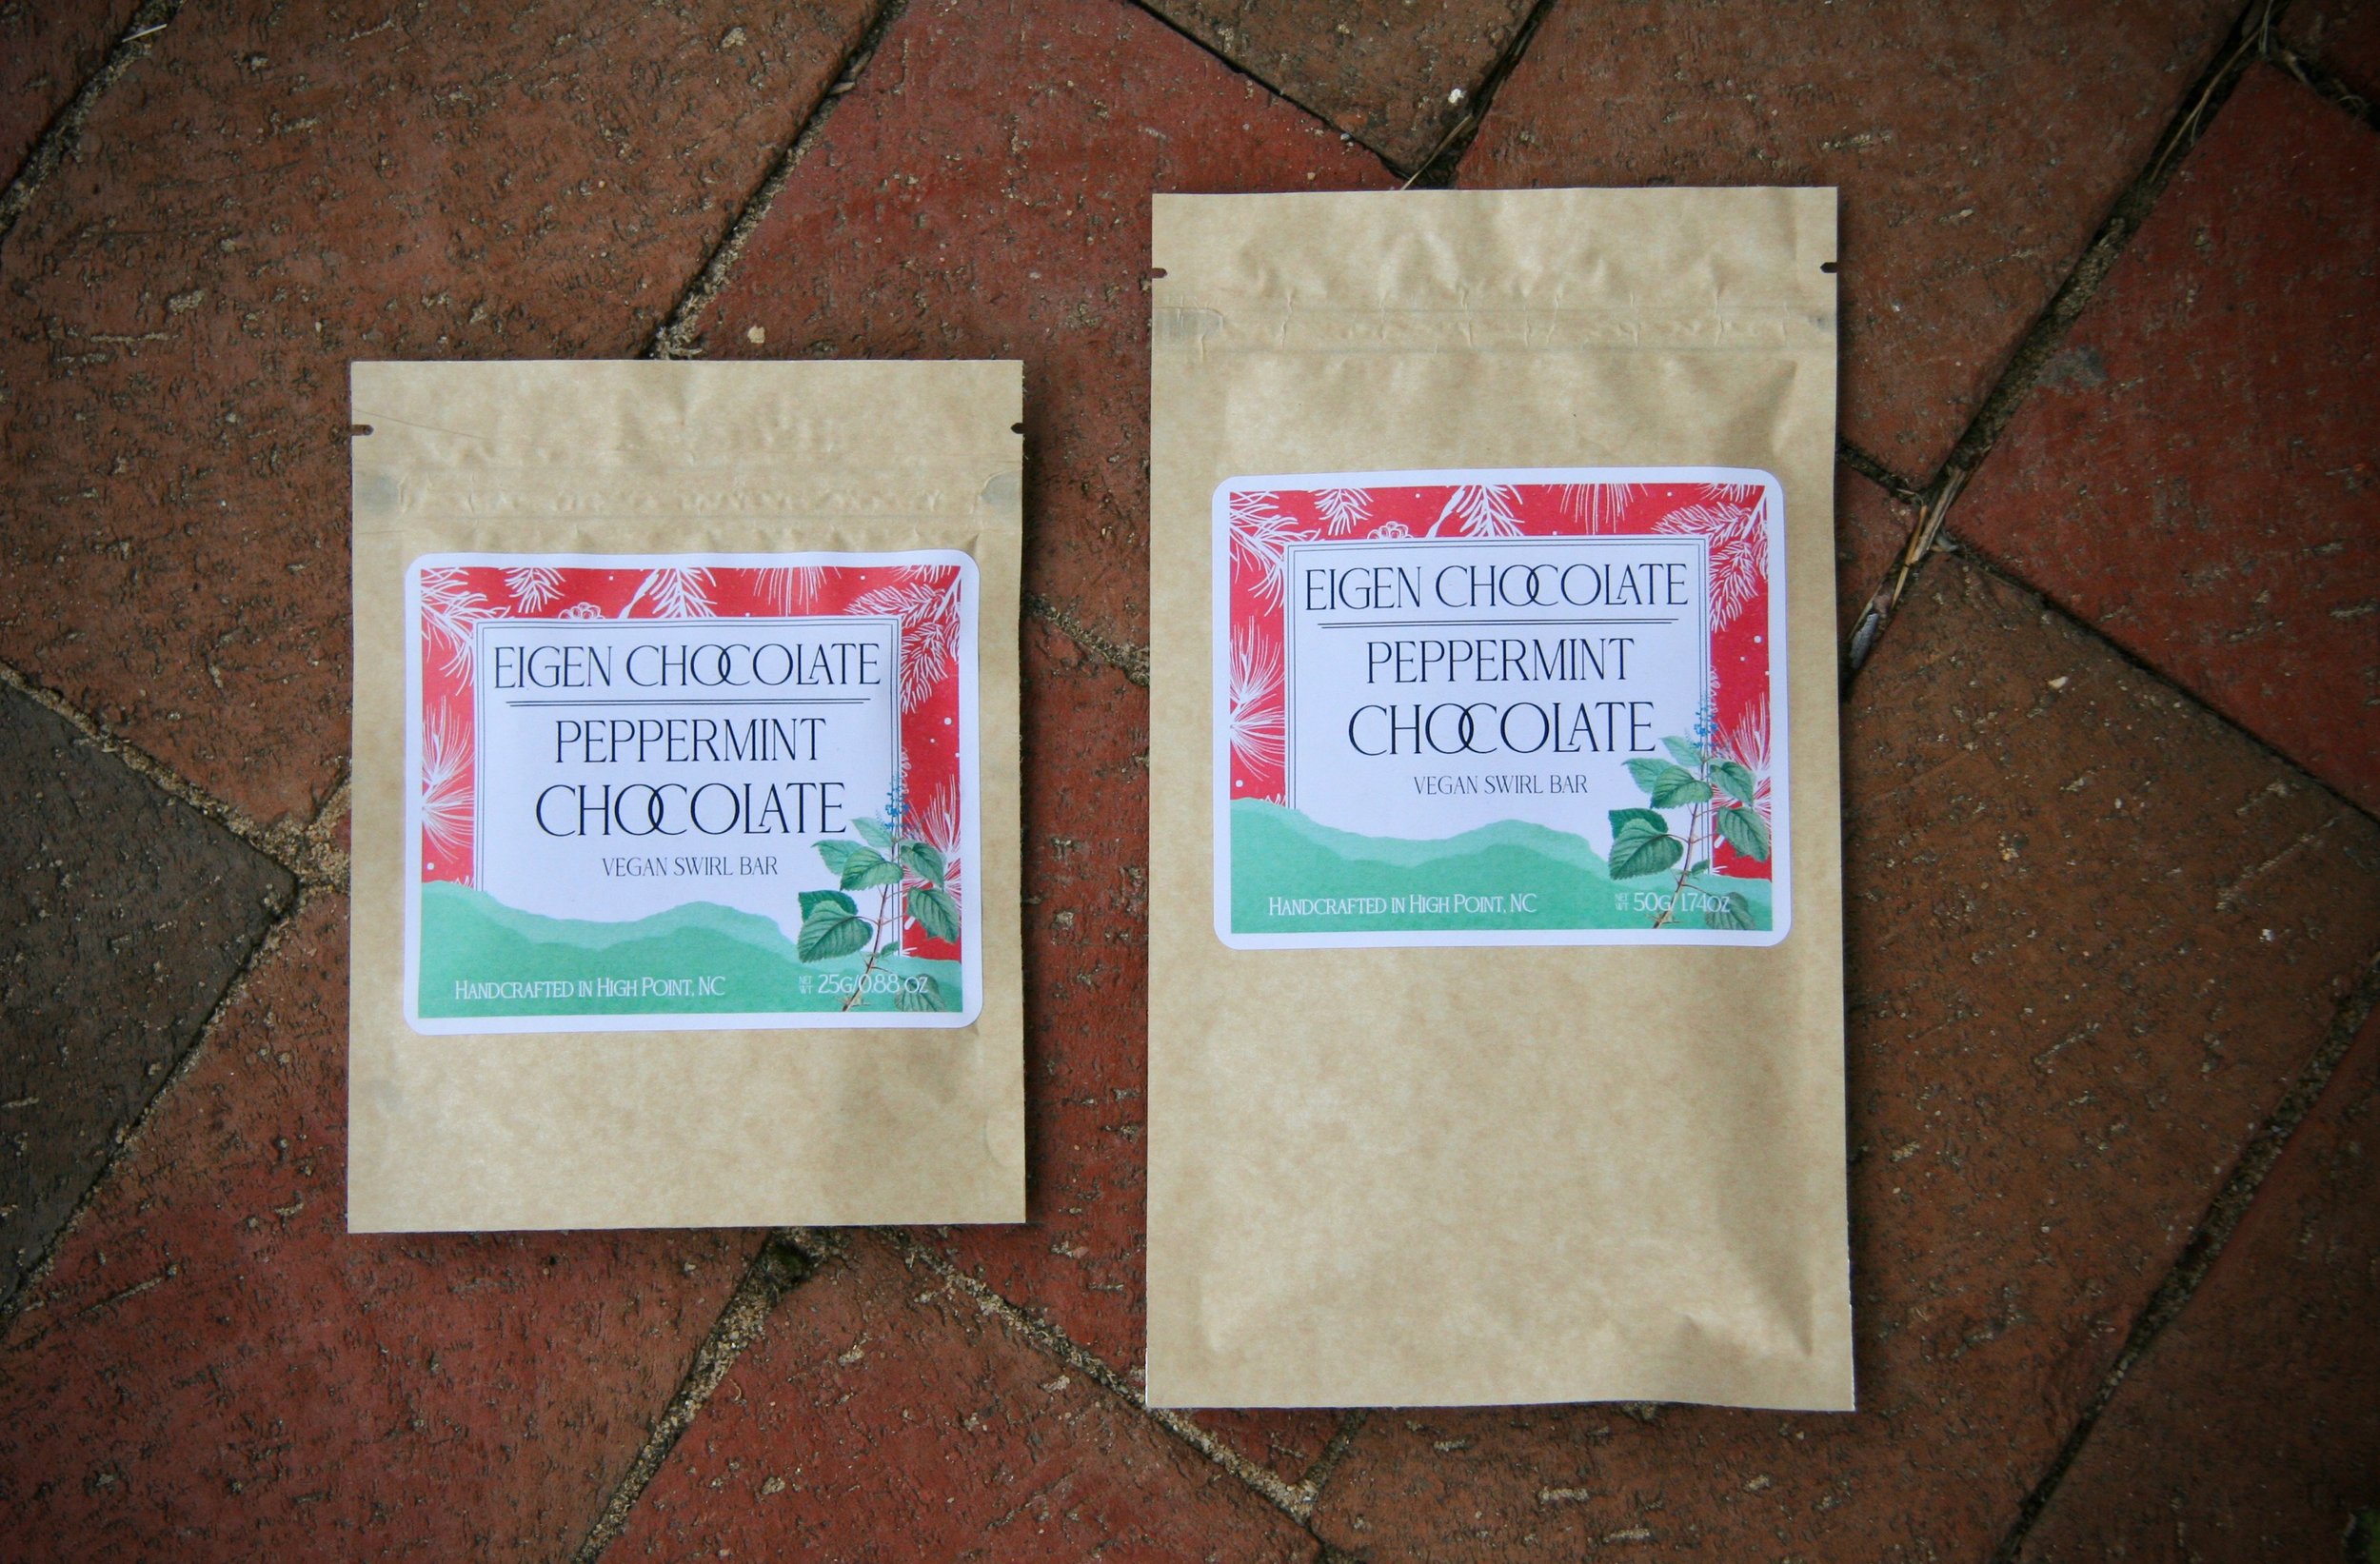 EIGEN CHOCOLATE
PEPPERMINT
CHOCOLATE
VEGAN SWIRL BAR
HANDCRAFTED IN HIGH POINT, NC
NET WT 25G/0.88 OZ
EIGEN CHOCOLATE
PEPPERMINT
CHOCOLATE
VEGAN SWIRL BAR
HANDCRAFTED IN HIGH POINT, NC
NET WT 50G/1.74OZ